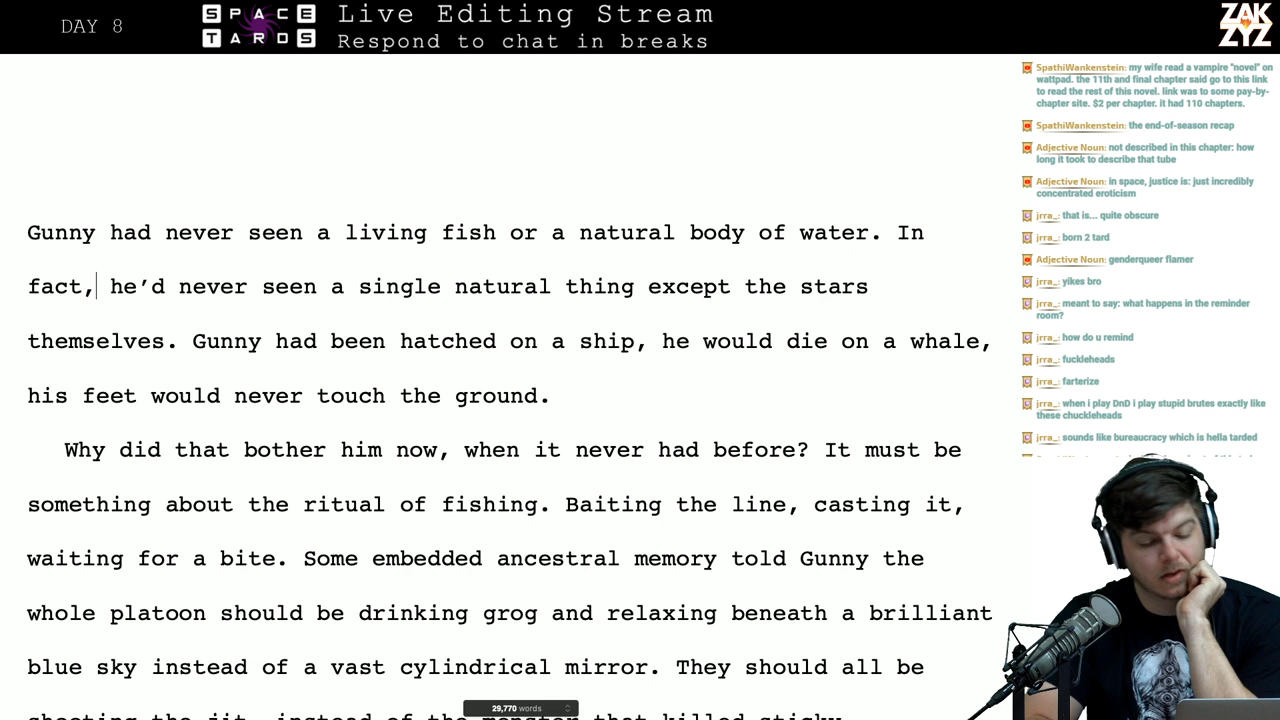 DAY 8
SPACE
TARDS
Live Editing Stream
Respond to chat in breaks
ZAK
ZYZ
Gunny had never seen a living fish or a natural body of water. In
fact, he’d never seen a single natural thing except the stars
themselves. Gunny had been hatched on a ship, he would die on a whale,
his feet would never touch the ground.
Why did that bother him now, when it never had before? It must be
something about the ritual of fishing. Baiting the line, casting it,
waiting for a bite. Some embedded ancestral memory told Gunny the
whole platoon should be drinking grog and relaxing beneath a brilliant
blue sky instead of a vast cylindrical mirror. They should all be
shooting the jit, instead of the monster that killed sticky
29,770 words
SpathiWankenstein: my wife read a vampire "novel" on
wattpad. the 11th and final chapter said go to this link
to read the rest of this novel. link was to some pay-by-
chapter site. $2 per chapter. it had 110 chapters.
SpathiWankenstein: the end-of-season recap
Adjective Noun: not described in this chapter: how
long it took to describe that tube
Adjective Noun: in space, justice is: just incredibly
concentrated eroticism
jrra_: that is... quite obscure
jrra_: born 2 tard
Adjective Noun: genderqueer flamer
jrra_: yikes bro
jrra_: meant to say: what happens in the reminder
room?
jrra_: how do u remind
jrra_: fuckleheads
jrra_: farterize
jrra_: when i play DnD i play stupid brutes exactly like
these chuckleheads
jrra_: sounds like bureaucracy which is hella tarded